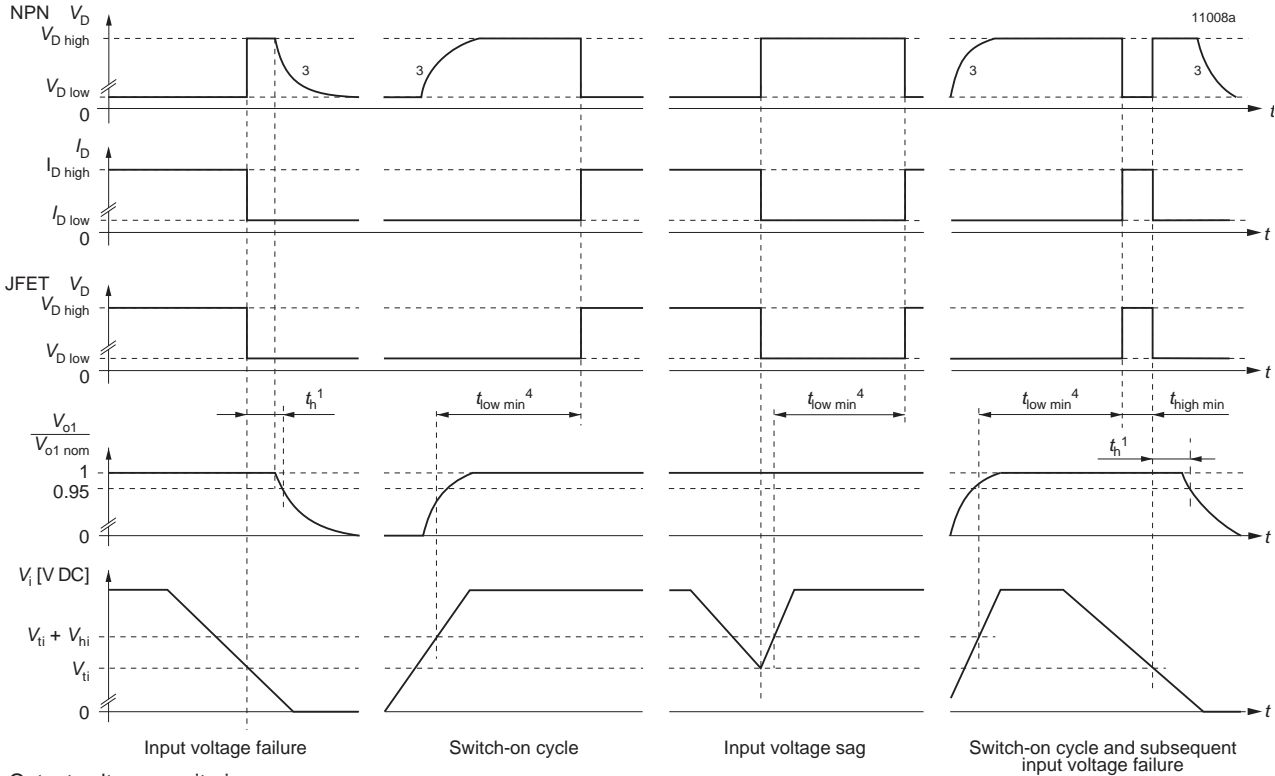 NPN V_D
11008a
V_D high
3 3 3 3
V_D low
0
t
I_D
I_D high
I_D low
0
t
JFET V_D
V_D high
V_D low
0
t
t_h^1 t_low min^4 t_low min^4 t_low min^4 t_high min
V_o1
V_o1 nom
t_h^1
1
0.95
0
t
V_i [V DC]
V_ti + V_hi
V_ti
0
t
Input voltage failure Switch-on cycle Input voltage sag Switch-on cycle and subsequent
input voltage failure